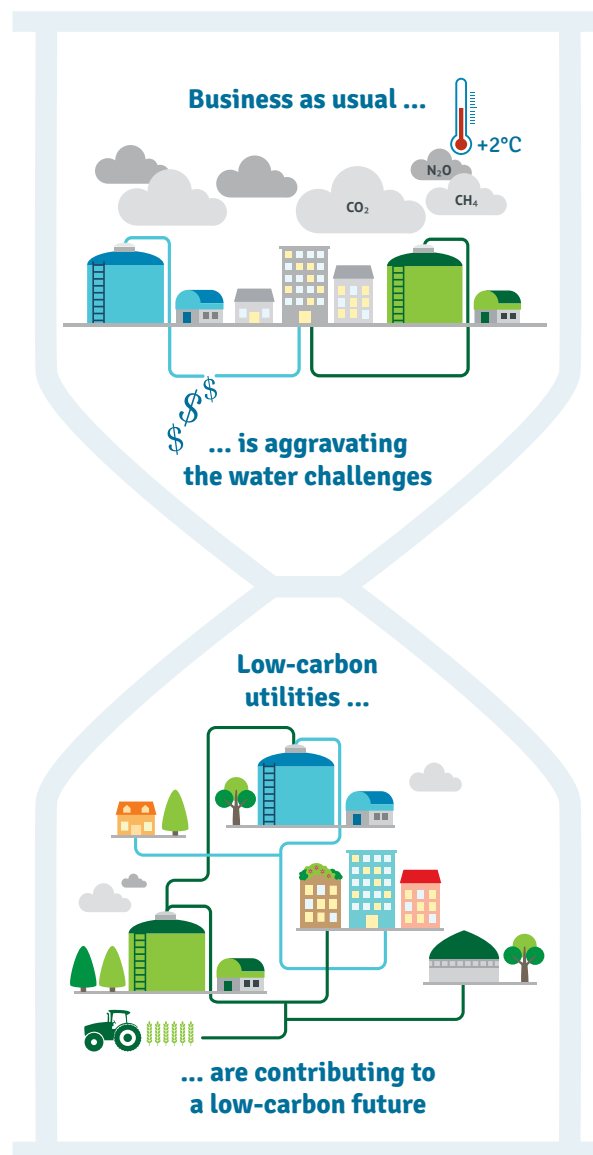 Business as usual ...
+2°C
N₂O
CH₄
CO₂
$
$
$
... is aggravating
the water challenges
Low-carbon
utilities ...
... are contributing to
a low-carbon future